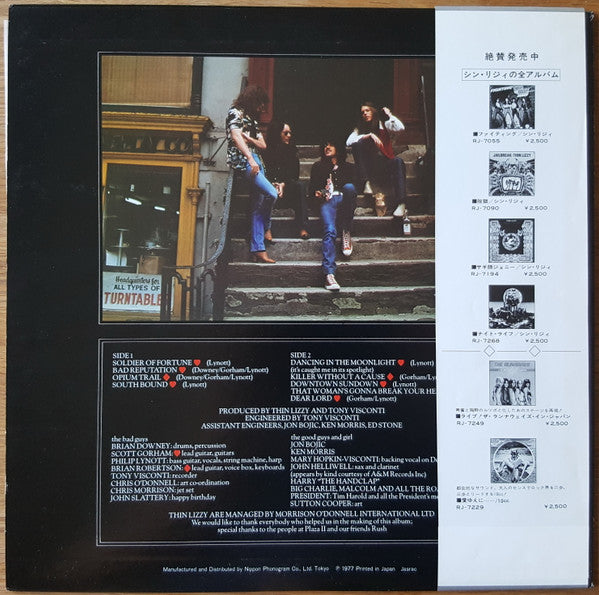 Headquarters for
ALL TYPES OF
TURNTABLE
SIDE 1
SOLDIER OF FORTUNE (Lynott)
BAD REPUTATION (Downey/Gorham/Lynott)
OPIUM TRAIL (Downey/Gorham/Lynott)
SOUTH BOUND (Lynott)
SIDE 2
DANCING IN THE MOONLIGHT (Lynott)
(it's caught me in its spotlight)
KILLER WITHOUT A CAUSE (Gorham/Ly
DOWNTOWN SUNDOWN (Lynott)
THAT WOMAN'S GONNA BREAK YOUR HE
DEAR LORD (Gorham/Lynott)
PRODUCED BY THIN LIZZY AND TONY VISCONTI
ENGINEERED BY TONY VISCONTI
ASSISTANT ENGINEERS, JON BOJIC, KEN MORRIS, ED STONE
the bad guys
BRIAN DOWNEY: drums, percussion
SCOTT GORHAM: lead guitar, guitars
PHILIP LYNOTT: bass guitar, vocals, string machine, harp
BRIAN ROBERTSON: lead guitar, voice box, keyboards
TONY VISCONTI: recorder
CHRIS O'DONNELL: art co-ordination
CHRIS MORRISON: jet set
JOHN SLATTERY: happy birthday
the good guys and girl
JON BOJIC
KEN MORRIS
MARY HOPKIN-VISCONTI: backing vocal on D
JOHN HELLIWELL: sax and clarinet
(appears by kind courtesy of A&M Records Inc)
HARRY "THE HANDCLAP"
BIG CHARLIE, MALCOLM AND ALL THE ROA
PRESIDENT: Tim Harold and all the President's me
SUTTON COOPER: art
THIN LIZZY ARE MANAGED BY MORRISON O'DONNELL INTERNATIONAL LTD
We would like to thank everybody who helped us in the making of this album;
special thanks to the people at Plaza II and our friends Rush
Manufactured and Distributed by Nippon Phonogram Co., Ltd. Tokyo ℗ 1977 Printed in Japan Jasrac
絶賛発売中
シン・リジィの全アルバム
■ファイティング/シン・リジィ
RJ-7055 ¥2,500
■脱獄/シン・リジィ
RJ-7090 ¥2,500
■サギ師ジョニー/シン・リジィ
RJ-7194 ¥2,500
■ナイト・ライフ/シン・リジィ
RJ-7268 ¥2,500
■ライブ/ザ・ランナウェイズ・イン・ジャパン
RJ-7249 ¥2,500
■愛ゆえに……/10cc
RJ-7229 ¥2,500